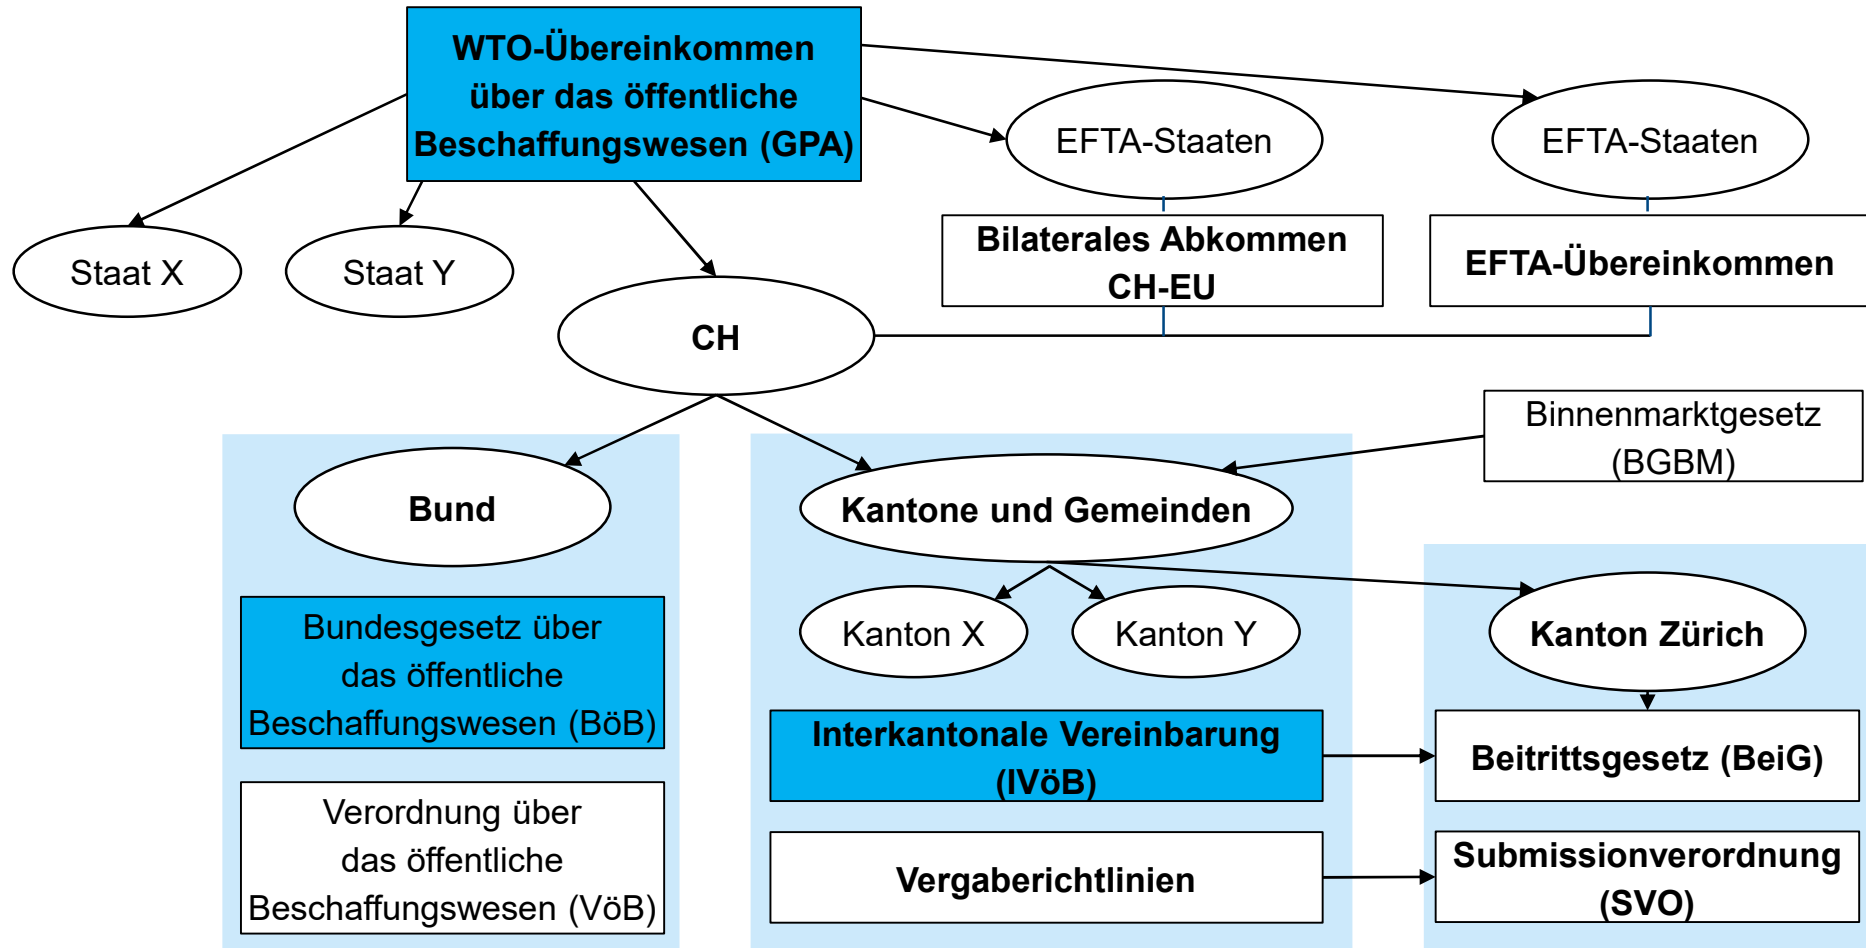 WTO-Übereinkommen
über das öffentliche
Beschaffungswesen (GPA)
EFTA-Staaten
EFTA-Staaten
Staat X
Staat Y
Bilaterales Abkommen
CH-EU
EFTA-Übereinkommen
CH
Binnenmarktgesetz
(BGBM)
Bund
Kantone und Gemeinden
Bundesgesetz über
das öffentliche
Beschaffungswesen (BöB)
Kanton X
Kanton Y
Kanton Zürich
Interkantonale Vereinbarung
(IVöB)
Beitrittsgesetz (BeiG)
Verordnung über
das öffentliche
Beschaffungswesen (VöB)
Vergaberichtlinien
Submissionverordnung
(SVO)